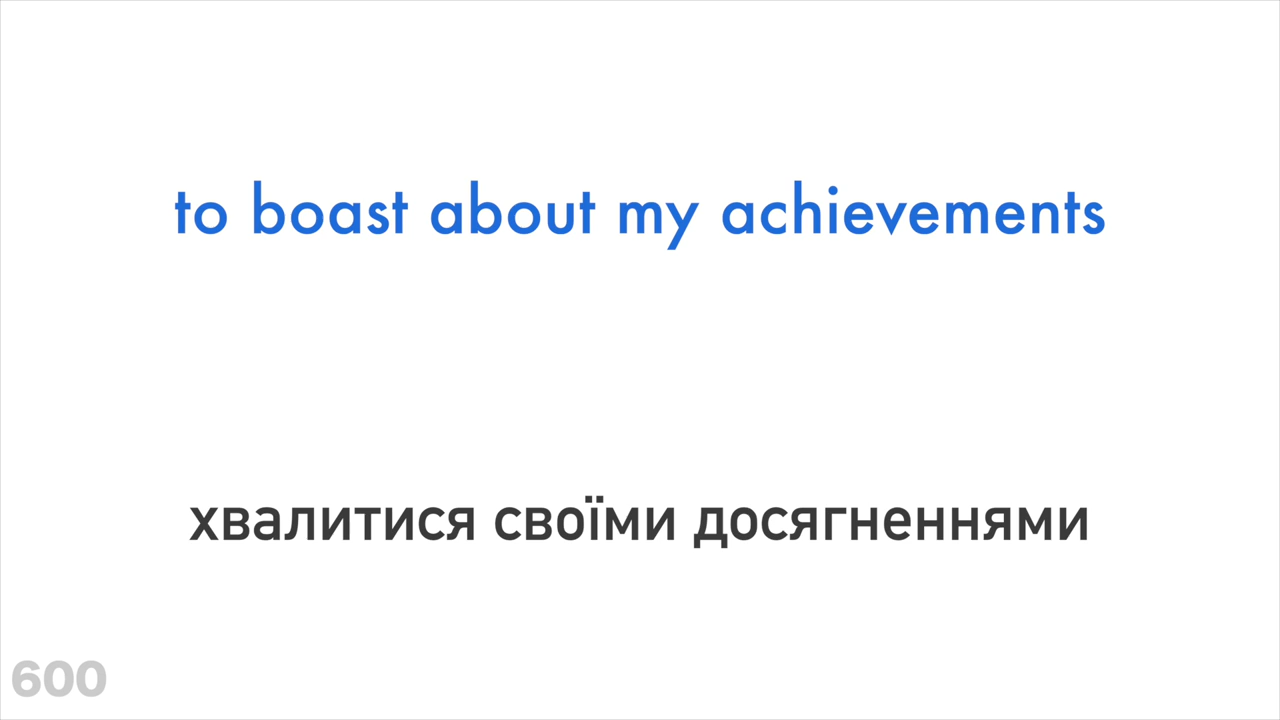 to boast about my achievements
хвалитися своїми досягненнями
600